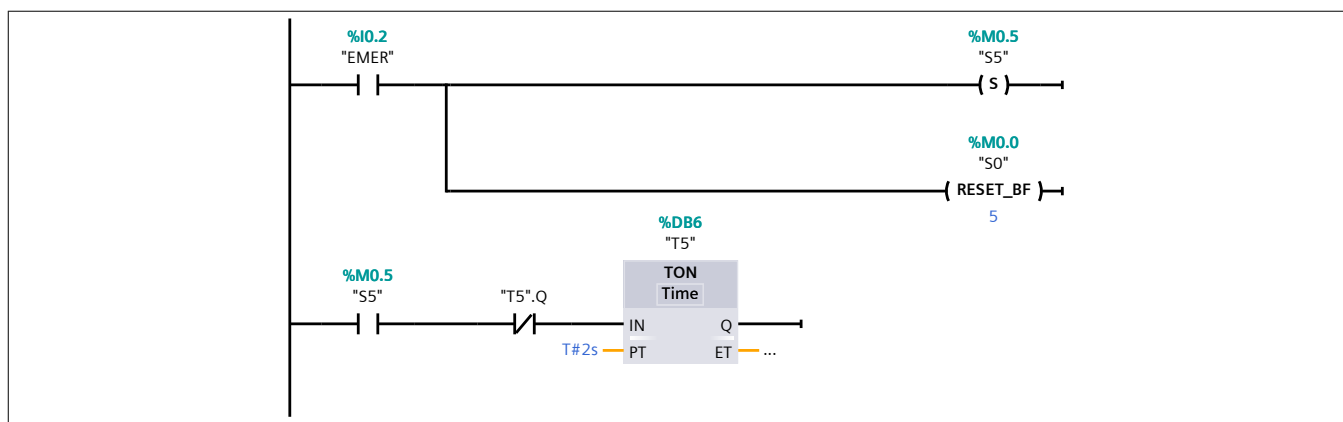 %I0.2
"EMER"
%M0.5
"S5"
S
%M0.0
"S0"
RESET_BF
5
%DB6
"T5"
TON
Time
%M0.5
"S5"
"T5".Q
IN Q
T#2s PT ET ...